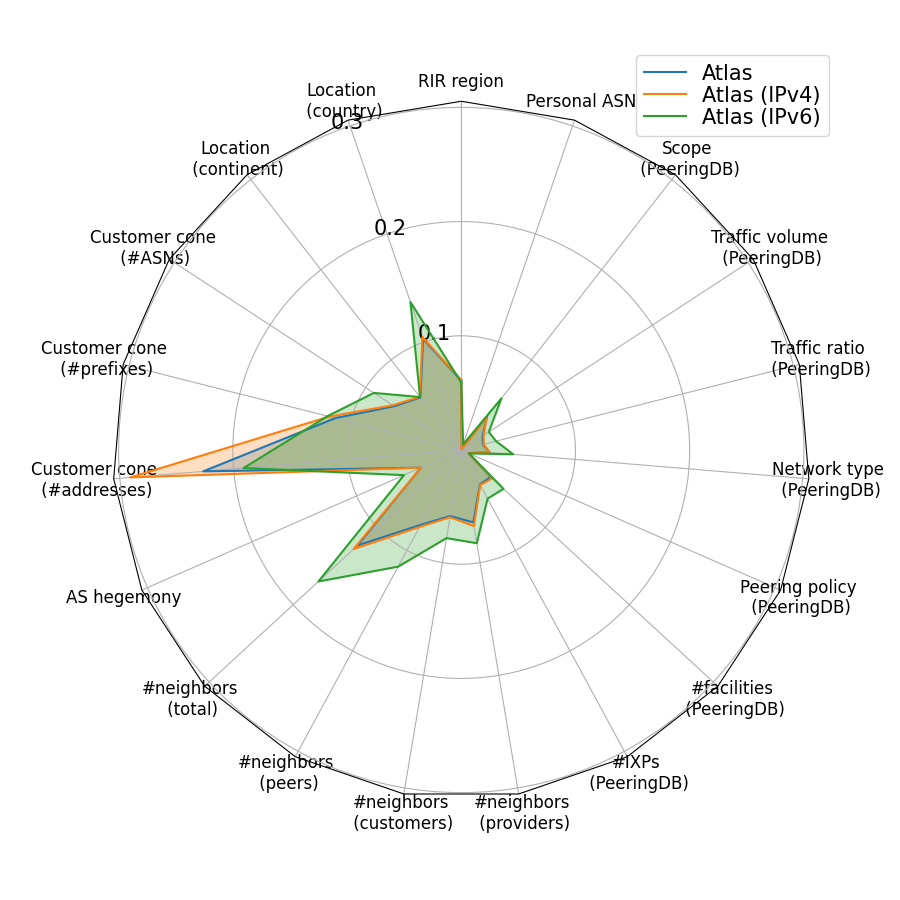 RIR region
Personal ASN
Scope
(PeeringDB)
Traffic volume
(PeeringDB)
Traffic ratio
(PeeringDB)
Network type
(PeeringDB)
Peering policy
(PeeringDB)
#facilities
(PeeringDB)
#IXPs
(PeeringDB)
#neighbors
(providers)
#neighbors
(customers)
#neighbors
(peers)
#neighbors
(total)
AS hegemony
Customer cone
(#addresses)
Customer cone
(#prefixes)
Customer cone
(#ASNs)
Location
(continent)
Location
(country)
0.3
0.2
0.1
Atlas
Atlas (IPv4)
Atlas (IPv6)